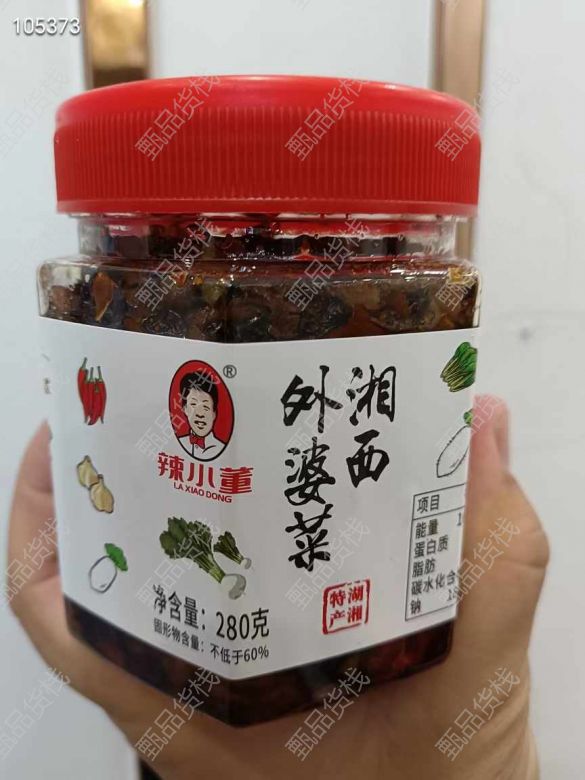 105373
辣小董®
LA XIAO DONG
湘西
外婆菜
湖湘
特产
净含量：280克
固形物含量：不低于60%
项目
能量 1
蛋白质
脂肪
碳水化合
钠 18
甄品货栈